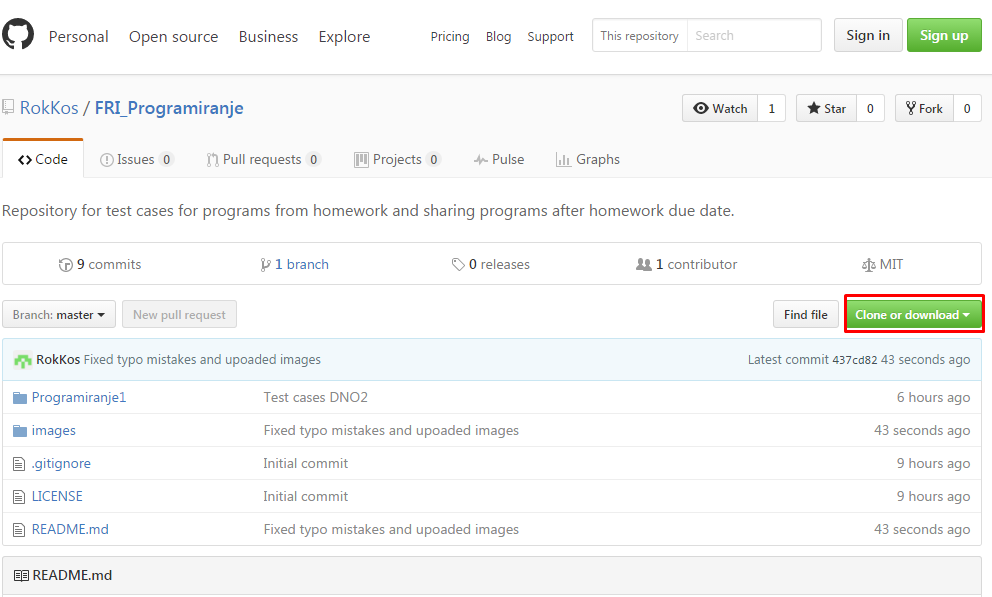 Personal Open source Business Explore Pricing Blog Support This repository Search Sign in Sign up
RokKos / FRI_Programiranje Watch 1 Star 0 Fork 0
Code Issues 0 Pull requests 0 Projects 0 Pulse Graphs
Repository for test cases for programs from homework and sharing programs after homework due date.
9 commits 1 branch 0 releases 1 contributor MIT
Branch: master New pull request Find file Clone or download
RokKos Fixed typo mistakes and upoaded images Latest commit 437cd82 43 seconds ago
Programiranje1 Test cases DNO2 6 hours ago
images Fixed typo mistakes and upoaded images 43 seconds ago
.gitignore Initial commit 9 hours ago
LICENSE Initial commit 9 hours ago
README.md Fixed typo mistakes and upoaded images 43 seconds ago
README.md